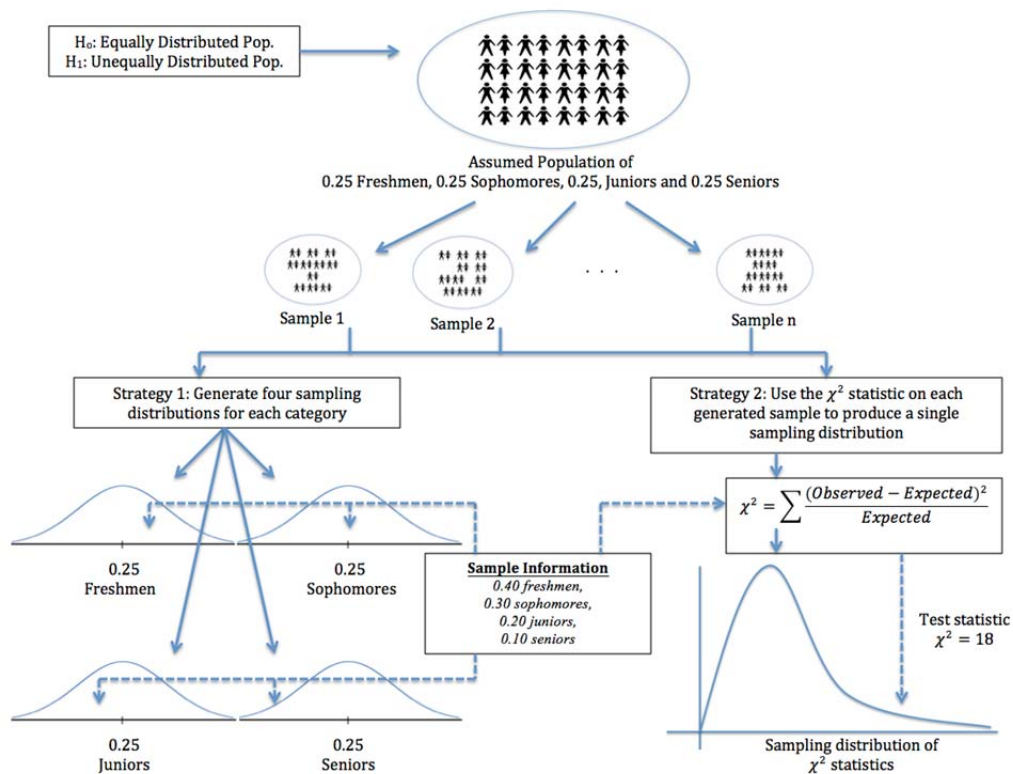 H₀: Equally Distributed Pop.
H₁: Unequally Distributed Pop.
Assumed Population of
0.25 Freshmen, 0.25 Sophomores, 0.25, Juniors and 0.25 Seniors
Sample 1
Sample 2
. . .
Sample n
Strategy 1: Generate four sampling
distributions for each category
Strategy 2: Use the χ² statistic on each
generated sample to produce a single
sampling distribution
χ² = ∑ (Observed − Expected)² / Expected
0.25
Freshmen
0.25
Sophomores
Sample Information
0.40 freshmen,
0.30 sophomores,
0.20 juniors,
0.10 seniors
Test statistic
χ² = 18
0.25
Juniors
0.25
Seniors
Sampling distribution of
χ² statistics